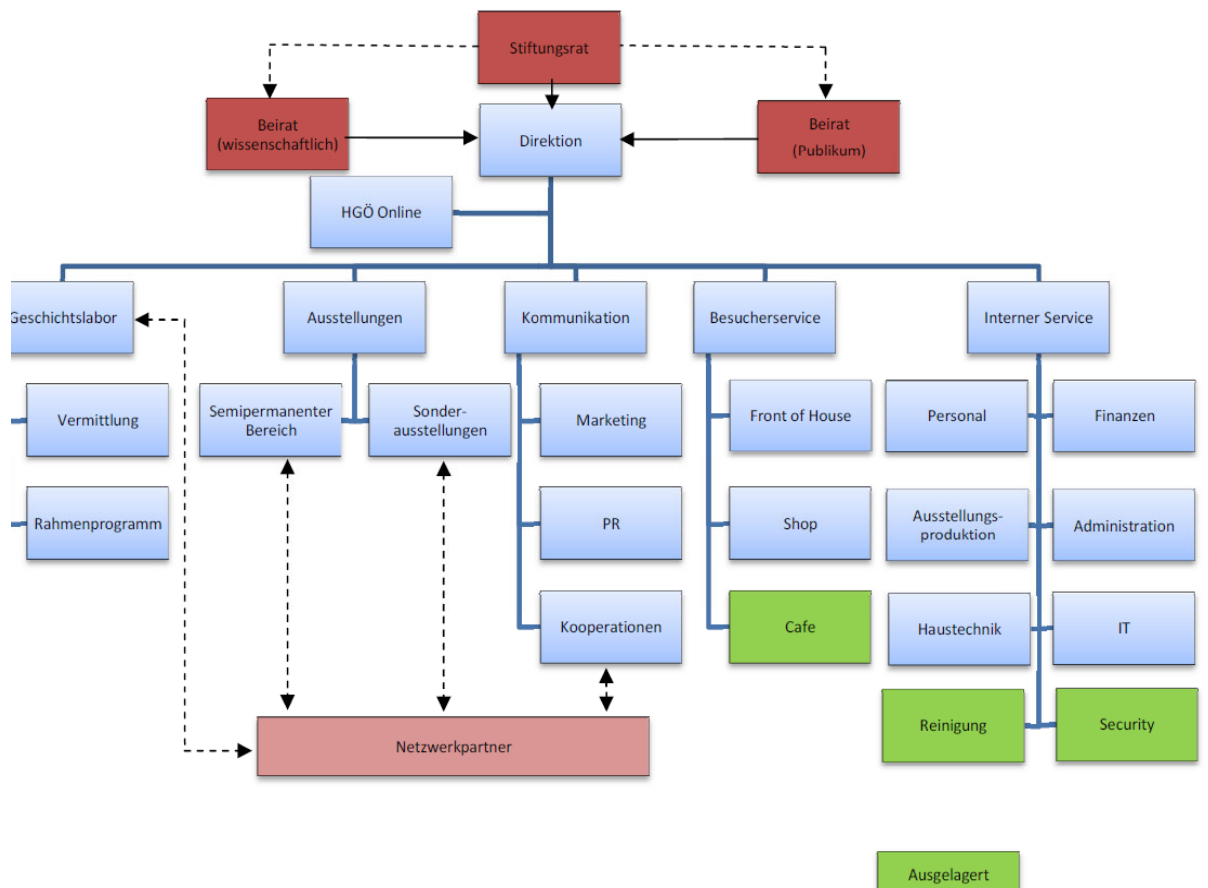 Stiftungsrat
Beirat
(wissenschaftlich)
Direktion
Beirat
(Publikum)
HGÖ Online
Geschichtslabor
Ausstellungen
Kommunikation
Besucherservice
Interner Service
Vermittlung
Semipermanenter
Bereich
Sonder-
ausstellungen
Marketing
Front of House
Personal
Finanzen
Rahmenprogramm
PR
Shop
Ausstellungs-
produktion
Administration
Kooperationen
Cafe
Haustechnik
IT
Netzwerkpartner
Reinigung
Security
Ausgelagert